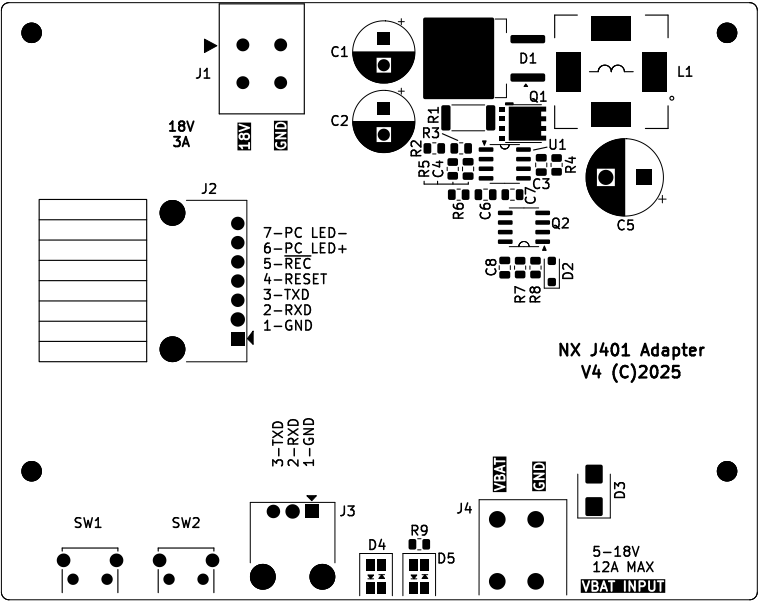 C1
D1
L1
J1
Q1
C2
R1
18V
3A
18V
GND
R3
R2
U1
R5
C4
R4
C3
J2
R6
C6
C7
C5
Q2
7-PC LED-
6-PC LED+
5-REC
4-RESET
3-TXD
2-RXD
1-GND
C8
R7
R8
D2
NX J401 Adapter
V4 (C)2025
3-TXD
2-RXD
1-GND
VBAT
GND
D3
J3
J4
SW1
SW2
R9
D4
D5
5-18V
12A MAX
VBAT INPUT